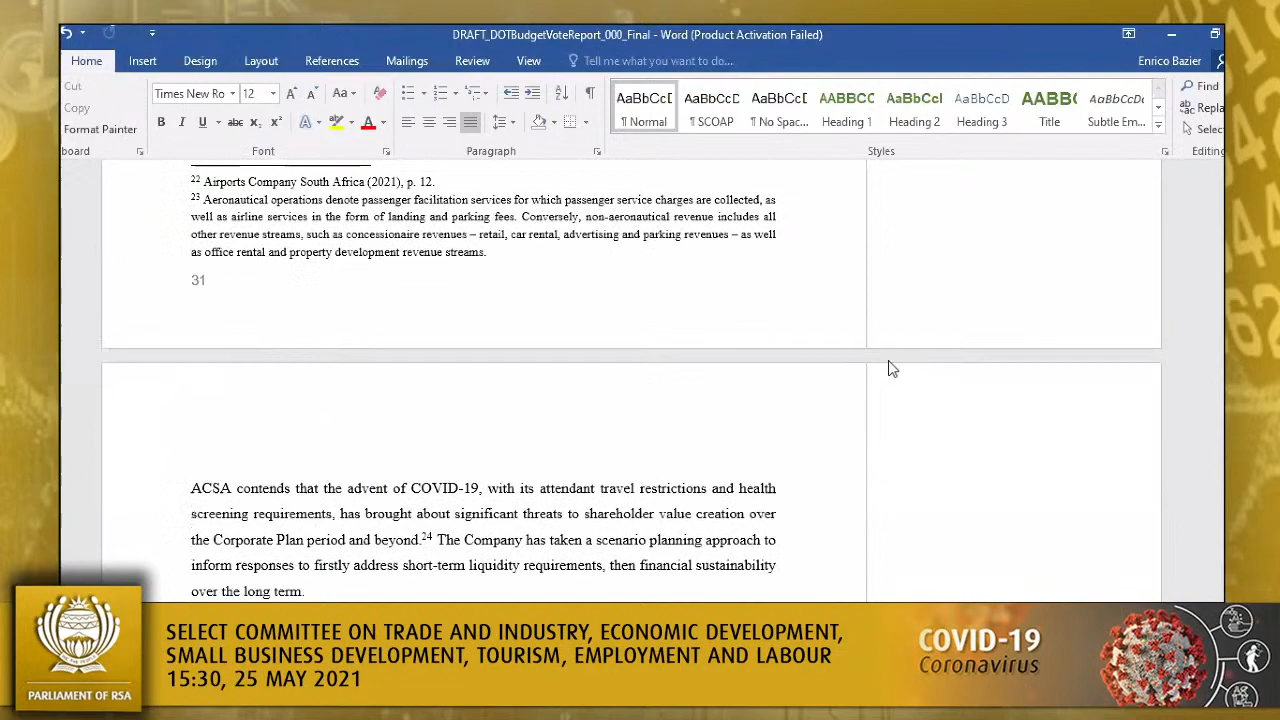 DRAFT_DOTBudgetVoteReport_000_Final - Word (Product Activation Failed)
Home Insert Design Layout References Mailings Review View Tell me what you want to do... Enrico Bazier
Cut
Copy
Format Painter
board
Times New Ro 12
Font
Paragraph
AaBbCcD AaBbCcDc AaBbCcDc AABBCC AaBbCcI AaBbCcD AABBC AaBbCcDc
¶ Normal ¶ SCOAP ¶ No Spac... Heading 1 Heading 2 Heading 3 Title Subtle Em...
Styles
Find
Repla
Selec
Editing
22 Airports Company South Africa (2021), p. 12.
23 Aeronautical operations denote passenger facilitation services for which passenger service charges are collected, as
well as airline services in the form of landing and parking fees. Conversely, non-aeronautical revenue includes all
other revenue streams, such as concessionaire revenues – retail, car rental, advertising and parking revenues – as well
as office rental and property development revenue streams.
31
ACSA contends that the advent of COVID-19, with its attendant travel restrictions and health
screening requirements, has brought about significant threats to shareholder value creation over
the Corporate Plan period and beyond.24 The Company has taken a scenario planning approach to
inform responses to firstly address short-term liquidity requirements, then financial sustainability
over the long term.
PARLIAMENT OF RSA
SELECT COMMITTEE ON TRADE AND INDUSTRY, ECONOMIC DEVELOPMENT,
SMALL BUSINESS DEVELOPMENT, TOURISM, EMPLOYMENT AND LABOUR
15:30, 25 MAY 2021
COVID-19
Coronavirus